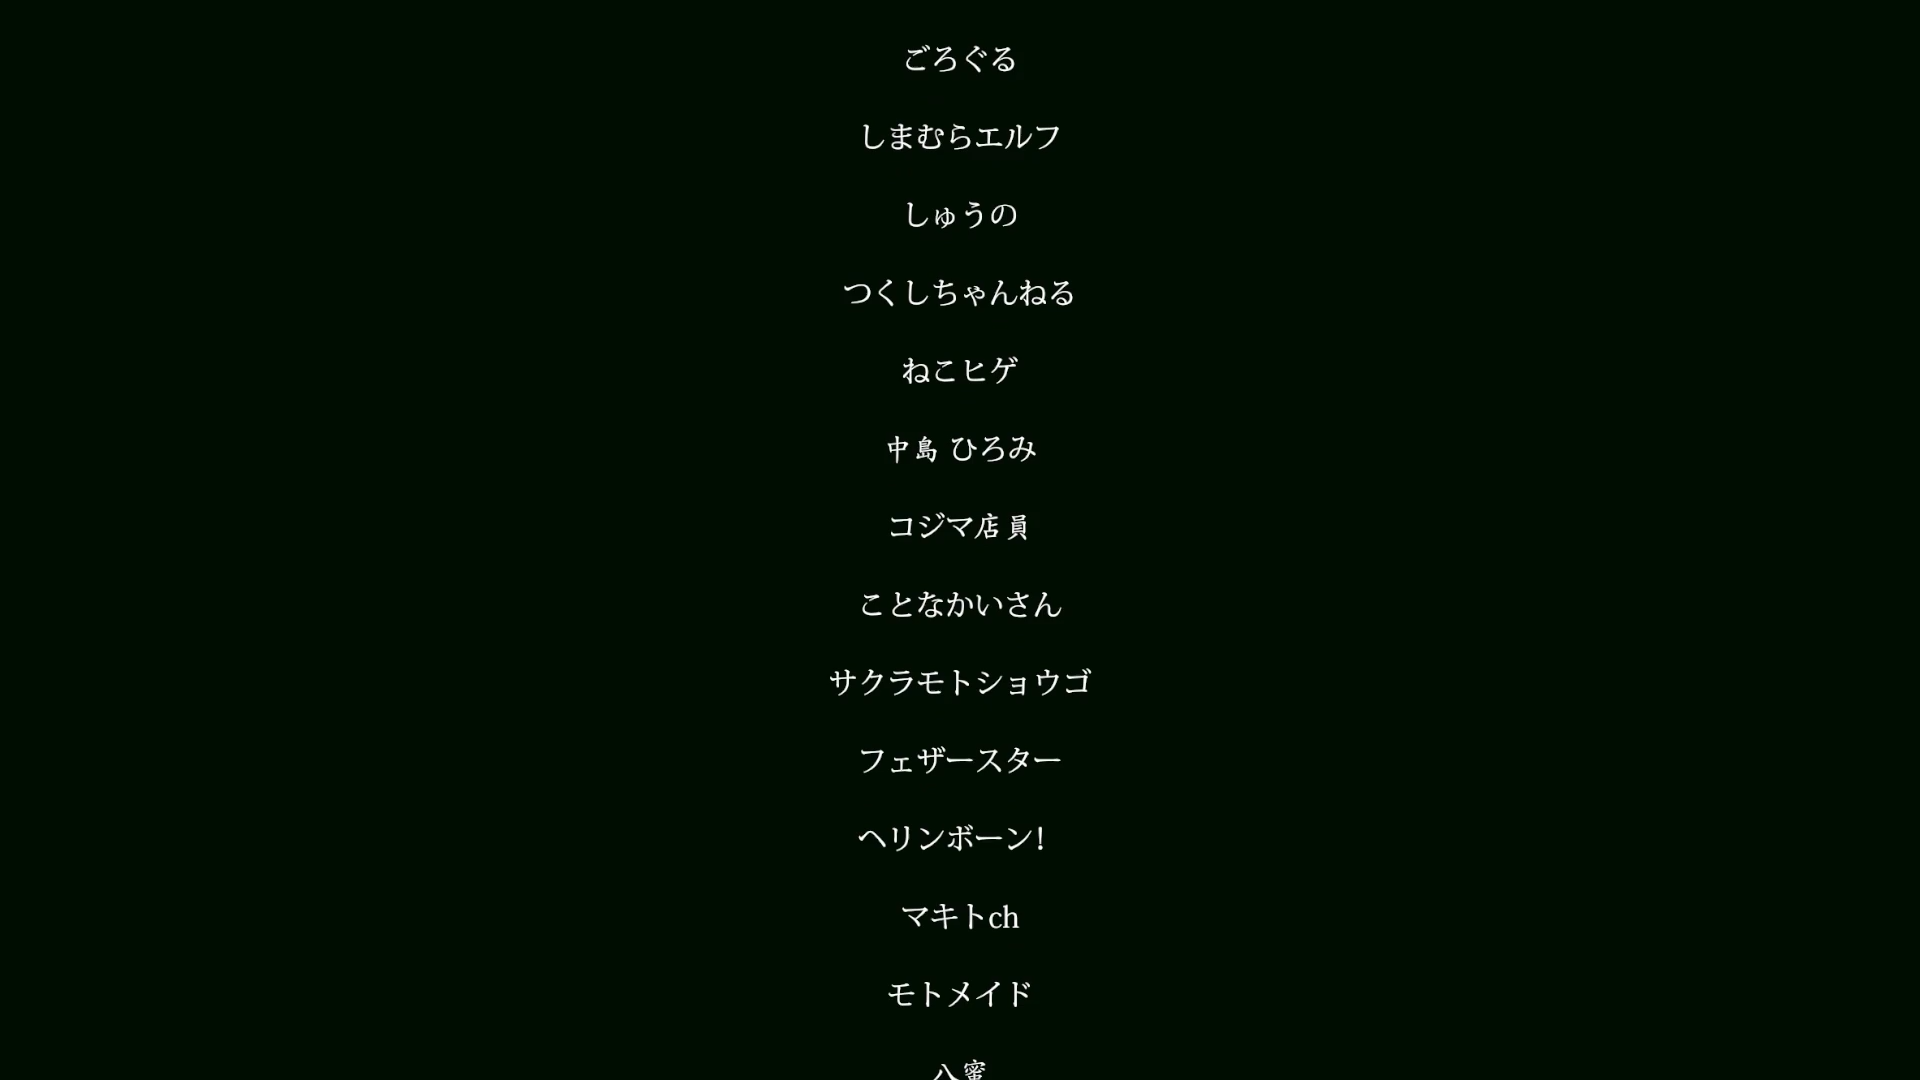 ごろぐる
しまむらエルフ
しゅうの
つくしちゃんねる
ねこヒゲ
中島 ひろみ
コジマ店員
ことなかいさん
サクラモトショウゴ
フェザースター
ヘリンボーン!
マキトch
モトメイド